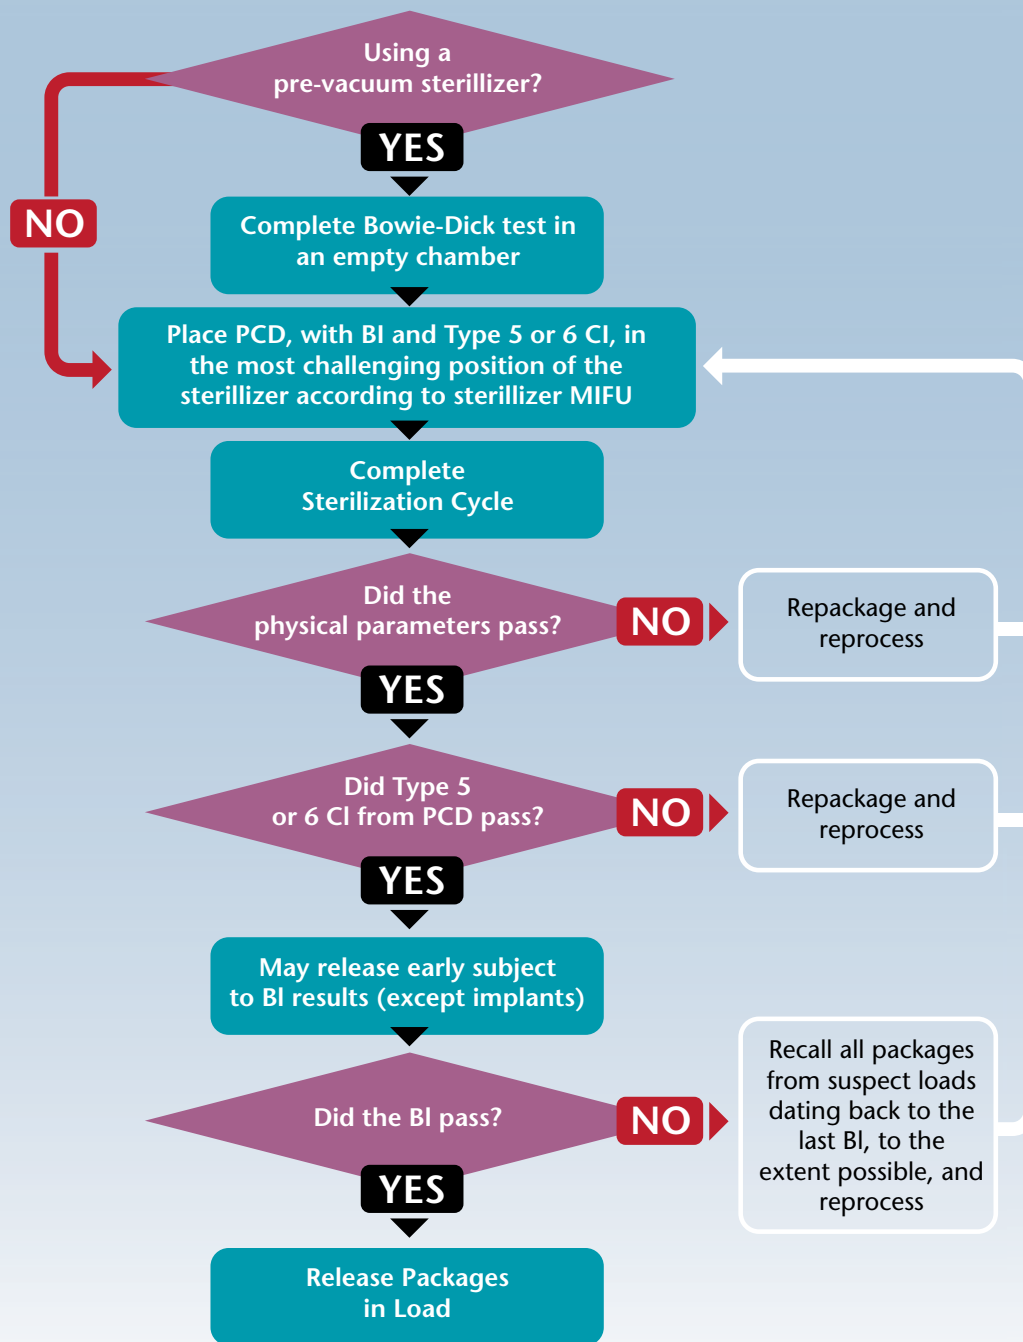 Using a
pre-vacuum sterillizer?
YES
NO
Complete Bowie-Dick test in
an empty chamber
Place PCD, with BI and Type 5 or 6 CI, in
the most challenging position of the
sterillizer according to sterillizer MIFU
Complete
Sterilization Cycle
Did the
physical parameters pass?
NO
Repackage and
reprocess
YES
Did Type 5
or 6 Cl from PCD pass?
NO
Repackage and
reprocess
YES
May release early subject
to Bl results (except implants)
Did the Bl pass?
NO
Recall all packages
from suspect loads
dating back to the
last Bl, to the
extent possible, and
reprocess
YES
Release Packages
in Load